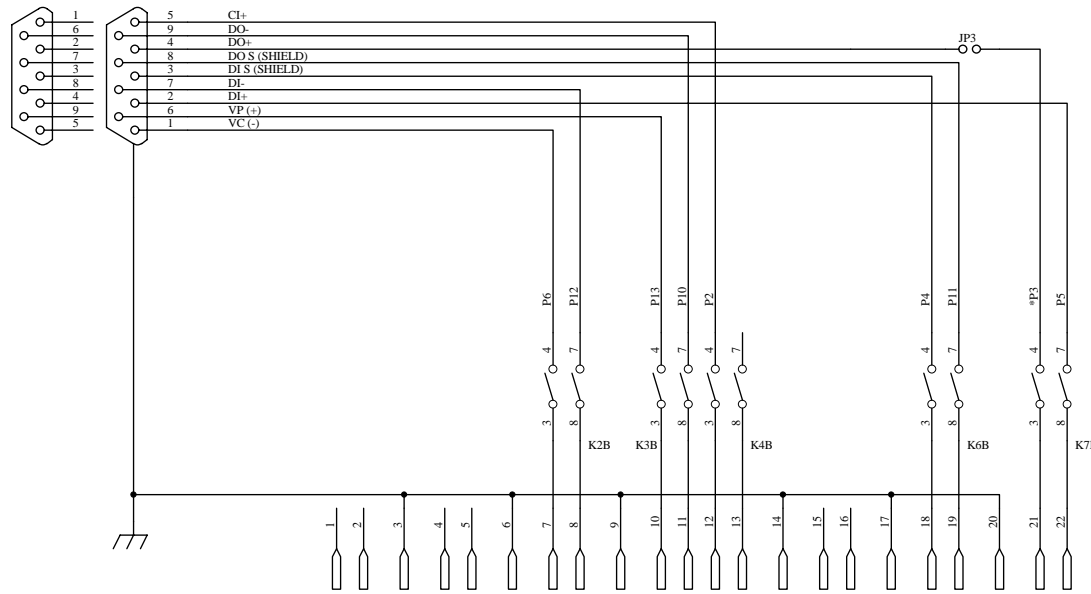 1
6
2
7
3
8
4
9
5
5 CI+
9 DO-
4 DO+
8 DO S (SHIELD)
3 DI S (SHIELD)
7 DI-
2 DI+
6 VP (+)
1 VC (-)
JP3
P6 P12 P13 P10 P2 P4 P11 *P3 P5
4 7 4 7 4 7 4 7 4 7
3 8 3 8 3 8 3 8 3 8
K2B K3B K4B K6B
1 2 3 4 5 6 7 8 9 10 11 12 13 14 15 16 17 18 19 20 21 22